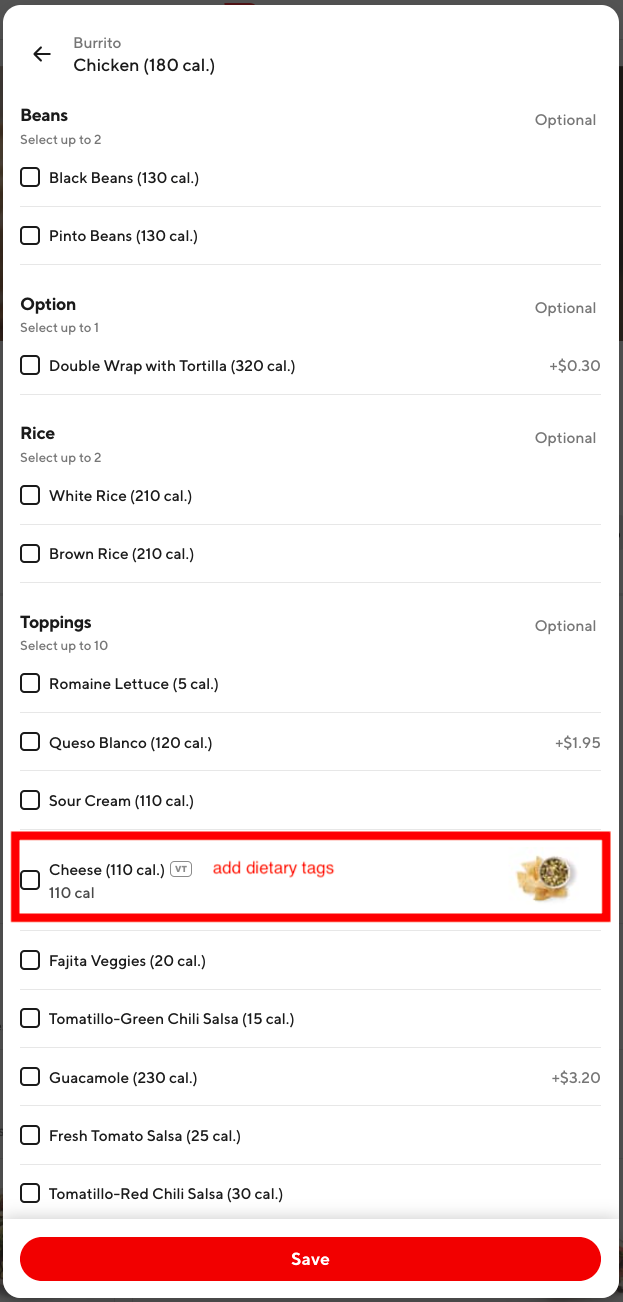 Burrito
Chicken (180 cal.)
Beans
Optional
Select up to 2
Black Beans (130 cal.)
Pinto Beans (130 cal.)
Option
Optional
Select up to 1
Double Wrap with Tortilla (320 cal.) +$0.30
Rice
Optional
Select up to 2
White Rice (210 cal.)
Brown Rice (210 cal.)
Toppings
Optional
Select up to 10
Romaine Lettuce (5 cal.)
Queso Blanco (120 cal.) +$1.95
Sour Cream (110 cal.)
Cheese (110 cal.) VT add dietary tags
110 cal
Fajita Veggies (20 cal.)
Tomatillo-Green Chili Salsa (15 cal.)
Guacamole (230 cal.) +$3.20
Fresh Tomato Salsa (25 cal.)
Tomatillo-Red Chili Salsa (30 cal.)
Save